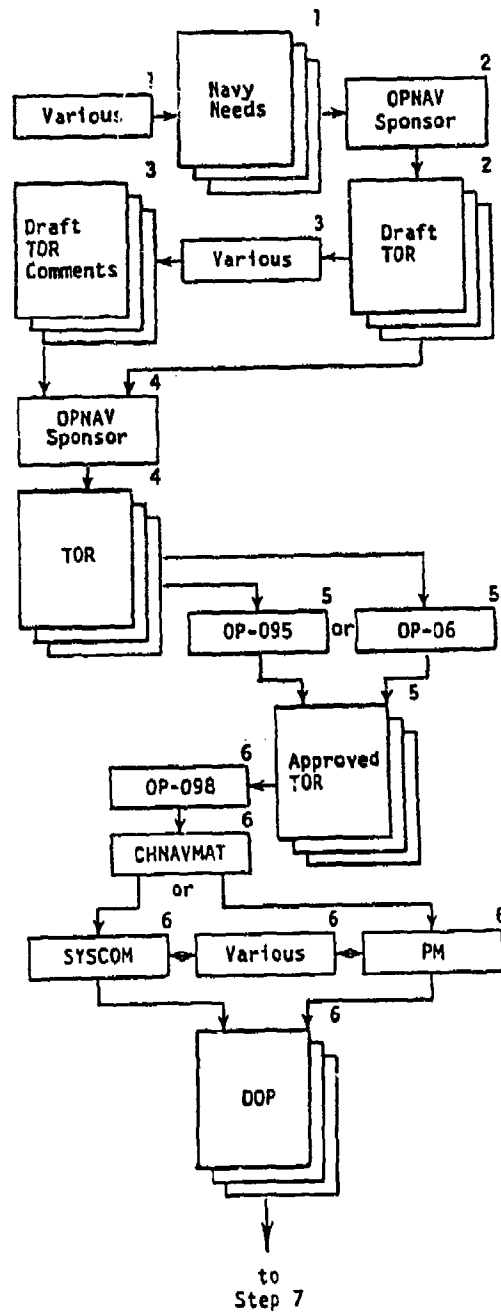 1
1
Various
Navy
Needs
2
OPNAV
Sponsor
3
Draft
TOR
Comments
3
Various
2
Draft
TOR
4
OPNAV
Sponsor
4
TOR
5
OP-095
or
5
OP-06
5
Approved
TOR
6
OP-098
6
CHNAVMAT
or
6
SYSCOM
6
Various
6
PM
6
DOP
to
Step 7